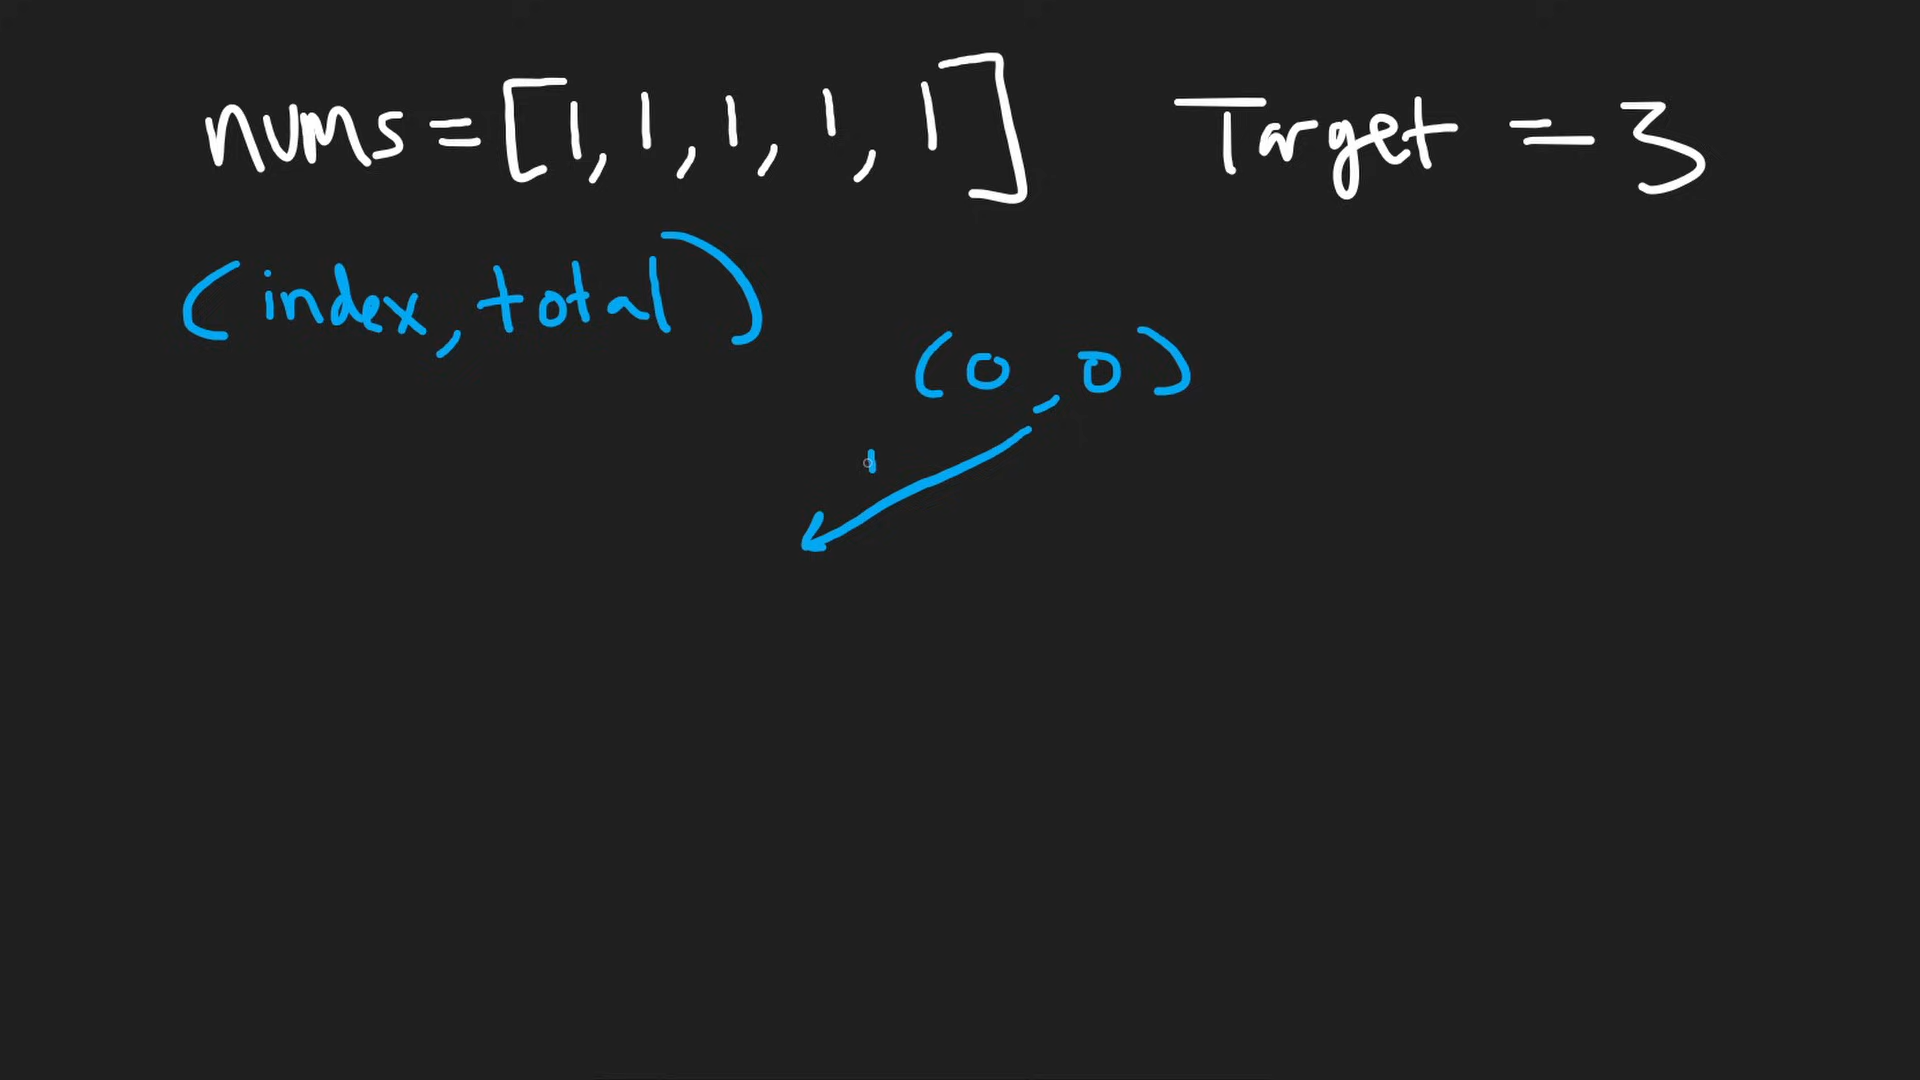 nums=[1,1,1,1,1] Target=3
(index, total)
(0,0)